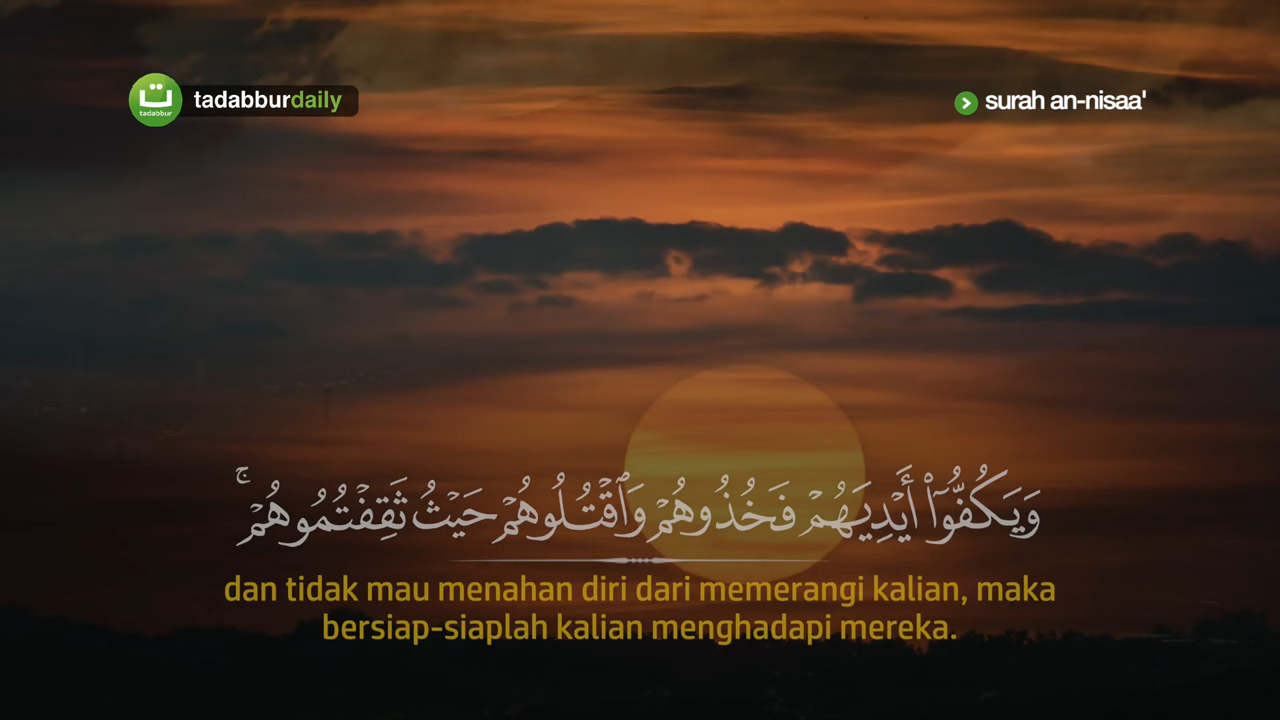 ت
tadabbur
tadabburdaily
surah an-nisaa'
وَيَكُفُّوٓا۟ أَيْدِيَهُمْ فَخُذُوهُمْ وَٱقْتُلُوهُمْ حَيْثُ ثَقِفْتُمُوهُمْ ۚ
dan tidak mau menahan diri dari memerangi kalian, maka
bersiap-siaplah kalian menghadapi mereka.